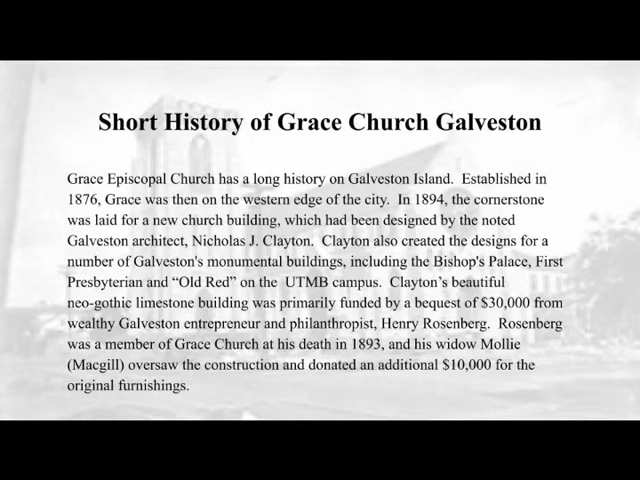 Short History of Grace Church Galveston
Grace Episcopal Church has a long history on Galveston Island.  Established in
1876, Grace was then on the western edge of the city.  In 1894, the cornerstone
was laid for a new church building, which had been designed by the noted
Galveston architect, Nicholas J. Clayton.  Clayton also created the designs for a
number of Galveston's monumental buildings, including the Bishop's Palace, First
Presbyterian and “Old Red” on the  UTMB campus.  Clayton’s beautiful
neo-gothic limestone building was primarily funded by a bequest of $30,000 from
wealthy Galveston entrepreneur and philanthropist, Henry Rosenberg.  Rosenberg
was a member of Grace Church at his death in 1893, and his widow Mollie
(Macgill) oversaw the construction and donated an additional $10,000 for the
original furnishings.